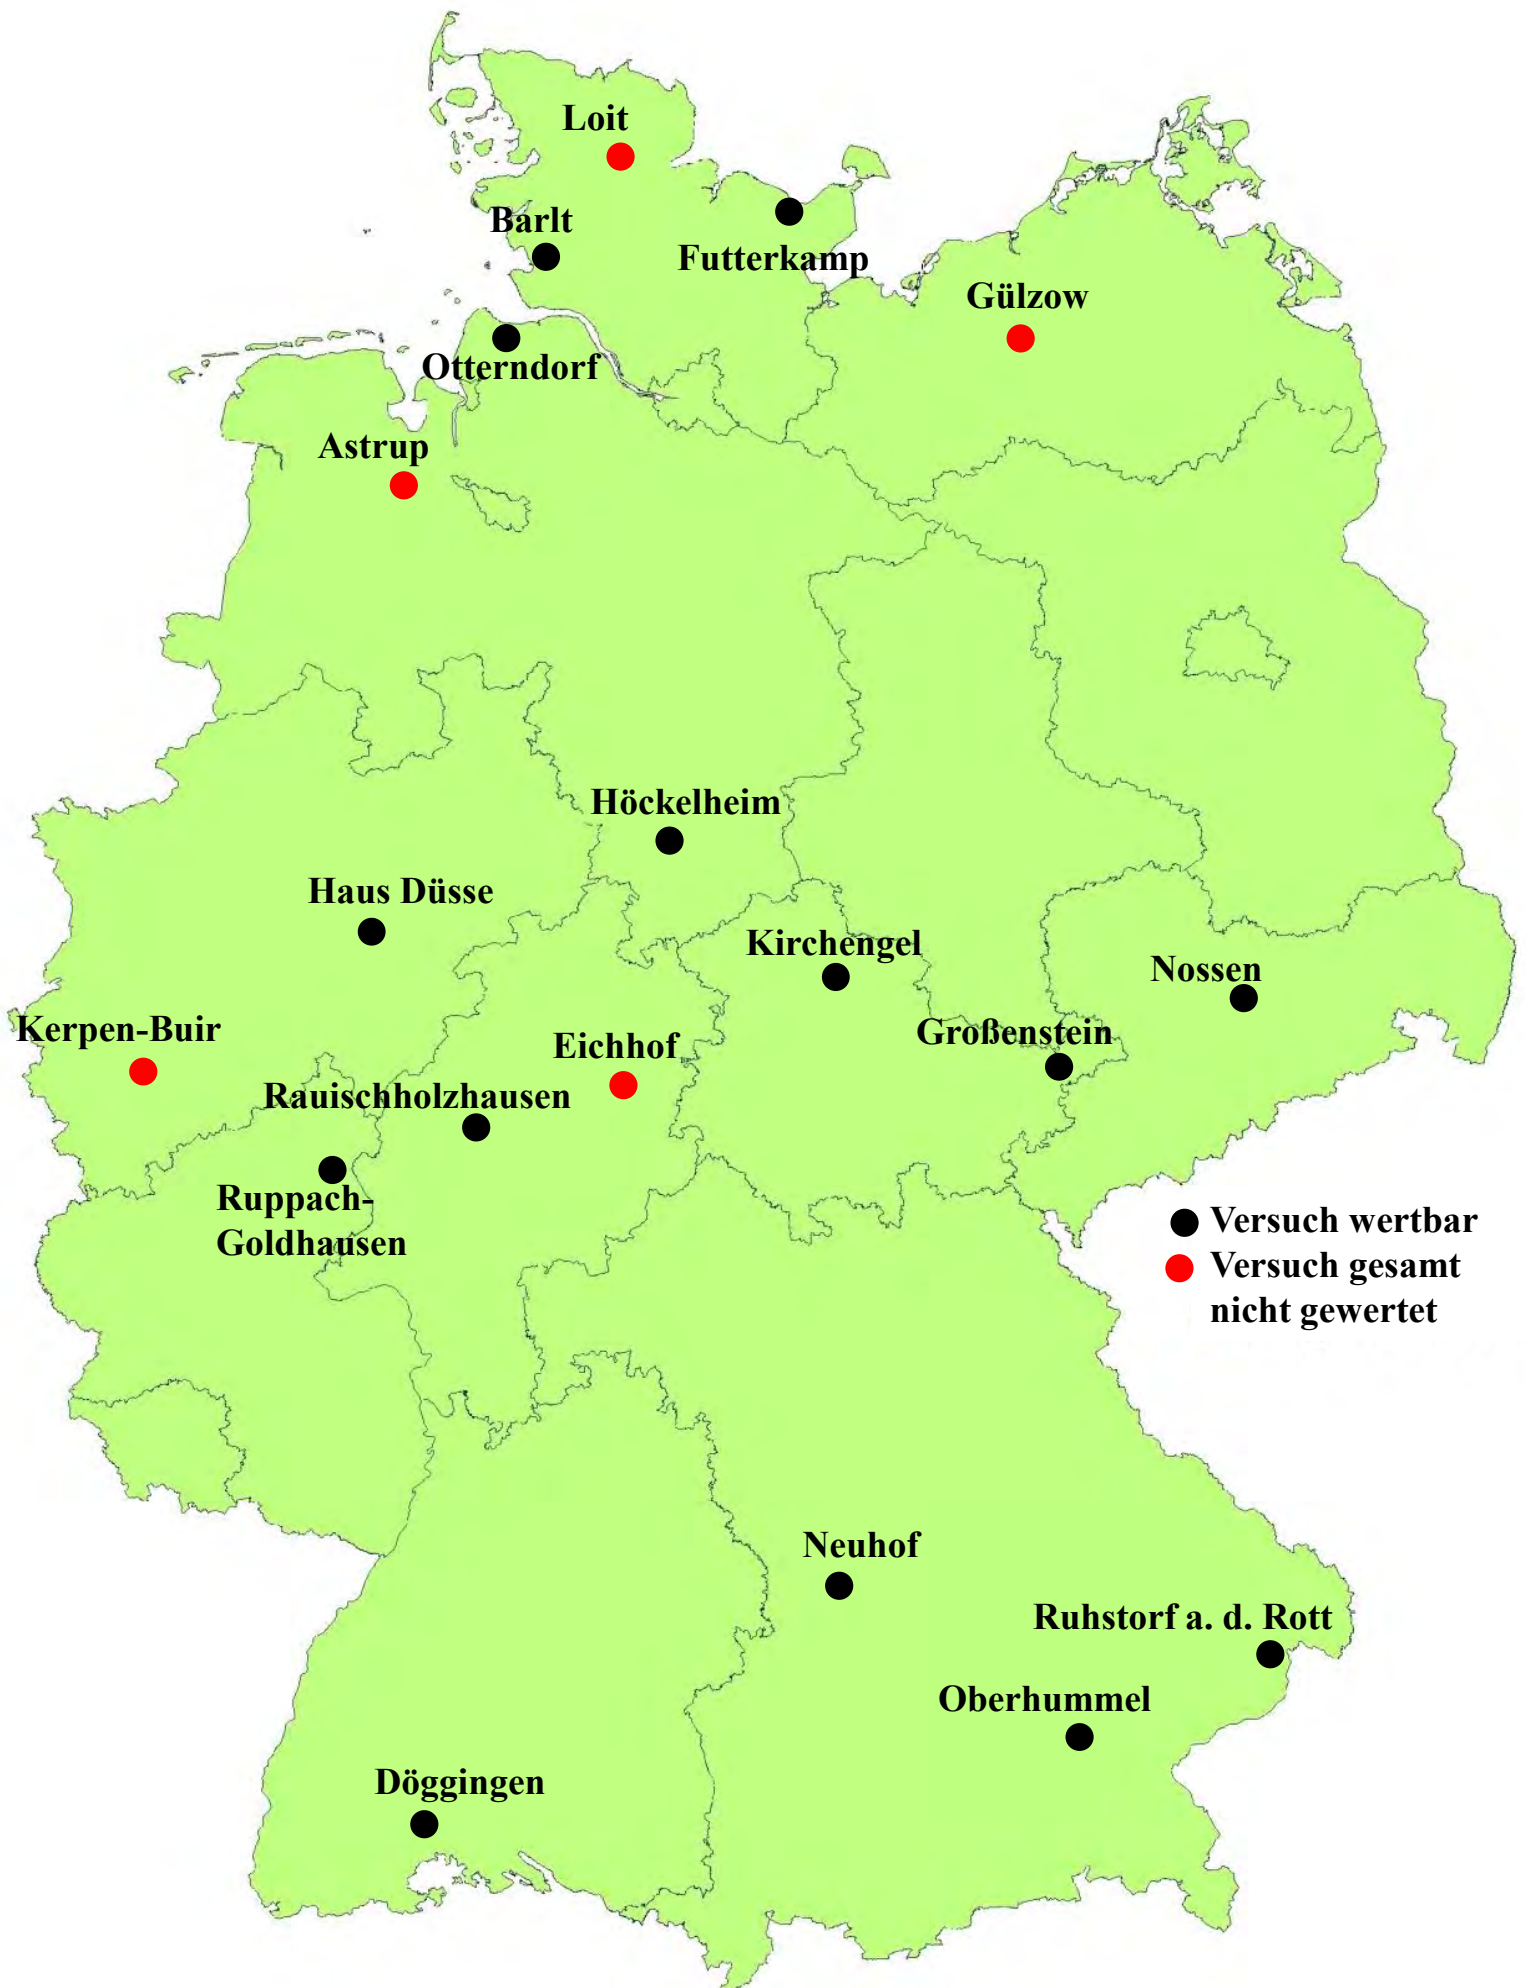 Loit
Barlt
Futterkamp
Gülzow
Otterndorf
Astrup
Höckelheim
Haus Düsse
Kirchengel
Nossen
Kerpen-Buir
Großenstein
Eichhof
Rauischholzhausen
Ruppach-
Goldhausen
Versuch wertbar
Versuch gesamt
nicht gewertet
Neuhof
Ruhstorf a. d. Rott
Oberhummel
Döggingen